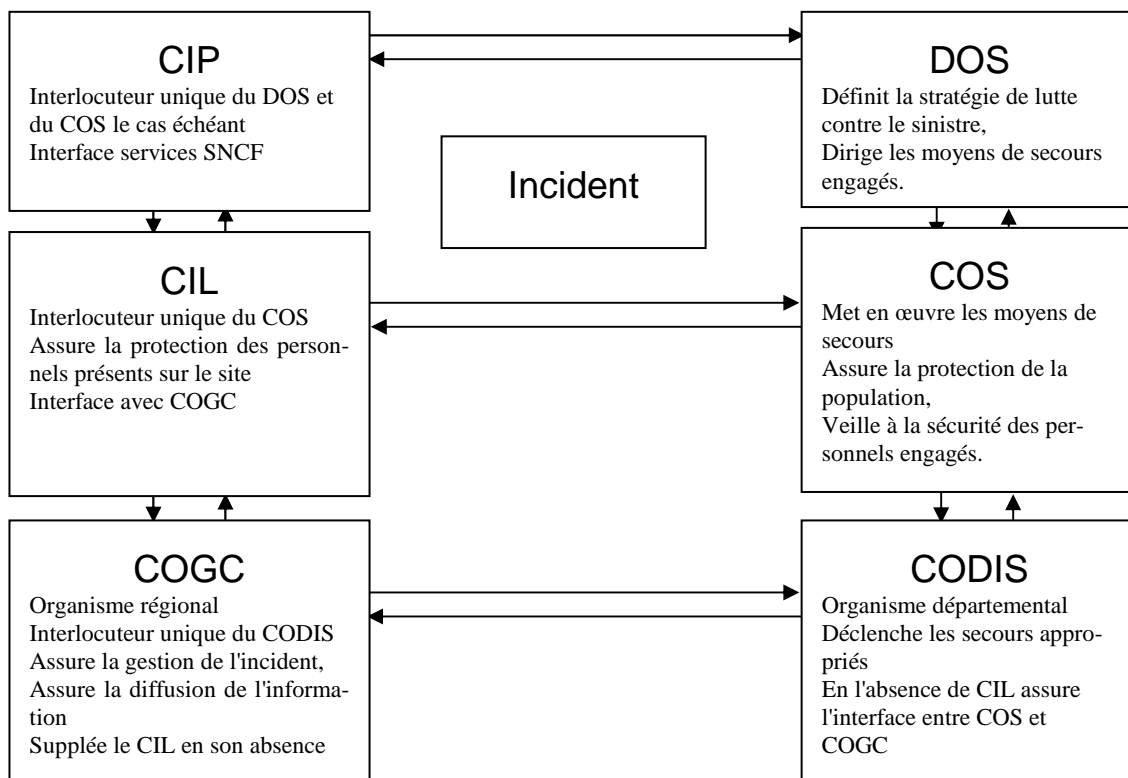 CIP
Interlocuteur unique du DOS et
du COS le cas échéant
Interface services SNCF
DOS
Définit la stratégie de lutte
contre le sinistre,
Dirige les moyens de secours
engagés.
Incident
CIL
Interlocuteur unique du COS
Assure la protection des person-
nels présents sur le site
Interface avec COGC
COS
Met en œuvre les moyens de
secours
Assure la protection de la
population,
Veille à la sécurité des per-
sonnels engagés.
COGC
Organisme régional
Interlocuteur unique du CODIS
Assure la gestion de l'incident,
Assure la diffusion de l'informa-
tion
Supplée le CIL en son absence
CODIS
Organisme départemental
Déclenche les secours appro-
priés
En l'absence de CIL assure
l'interface entre COS et
COGC